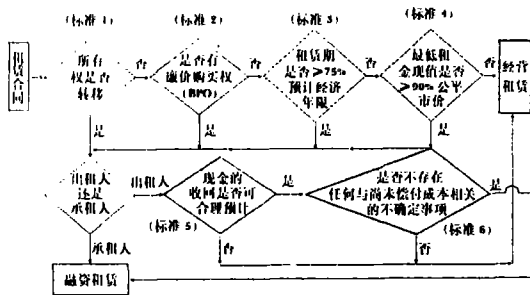 (标准 1)
(标准 2)
(标准 3)
(标准 4)
租赁合同
所有
权是否
转移
否
是否有
廉价购买权
(BPO)
否
租赁期
是否≥75%
预计经济
年限
否
最低租
金现值是否
≥90%公平
市价
否
经营
租赁
是
是
是
是
出租人
还是
承租人
出租人
现金的
收回是否可
合理预计
是
是否不存在
任何与尚未偿付成本相关
的不确定事项
是
(标准 5)
(标准 6)
承租人
否
否
融资租赁